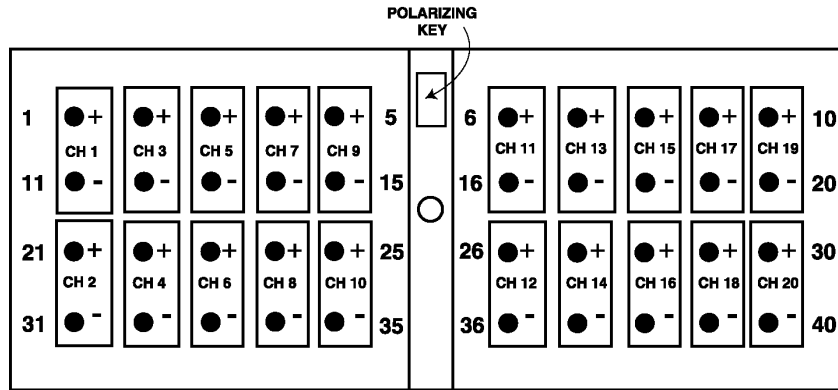 POLARIZING
KEY
1 + + + + + 5 6 + + + + + 10
CH 1 CH 3 CH 5 CH 7 CH 9 CH 11 CH 13 CH 15 CH 17 CH 19
11 - - - - - 15 16 - - - - - 20
21 + + + + + 25 26 + + + + + 30
CH 2 CH 4 CH 6 CH 8 CH 10 CH 12 CH 14 CH 16 CH 18 CH 20
31 - - - - - 35 36 - - - - - 40